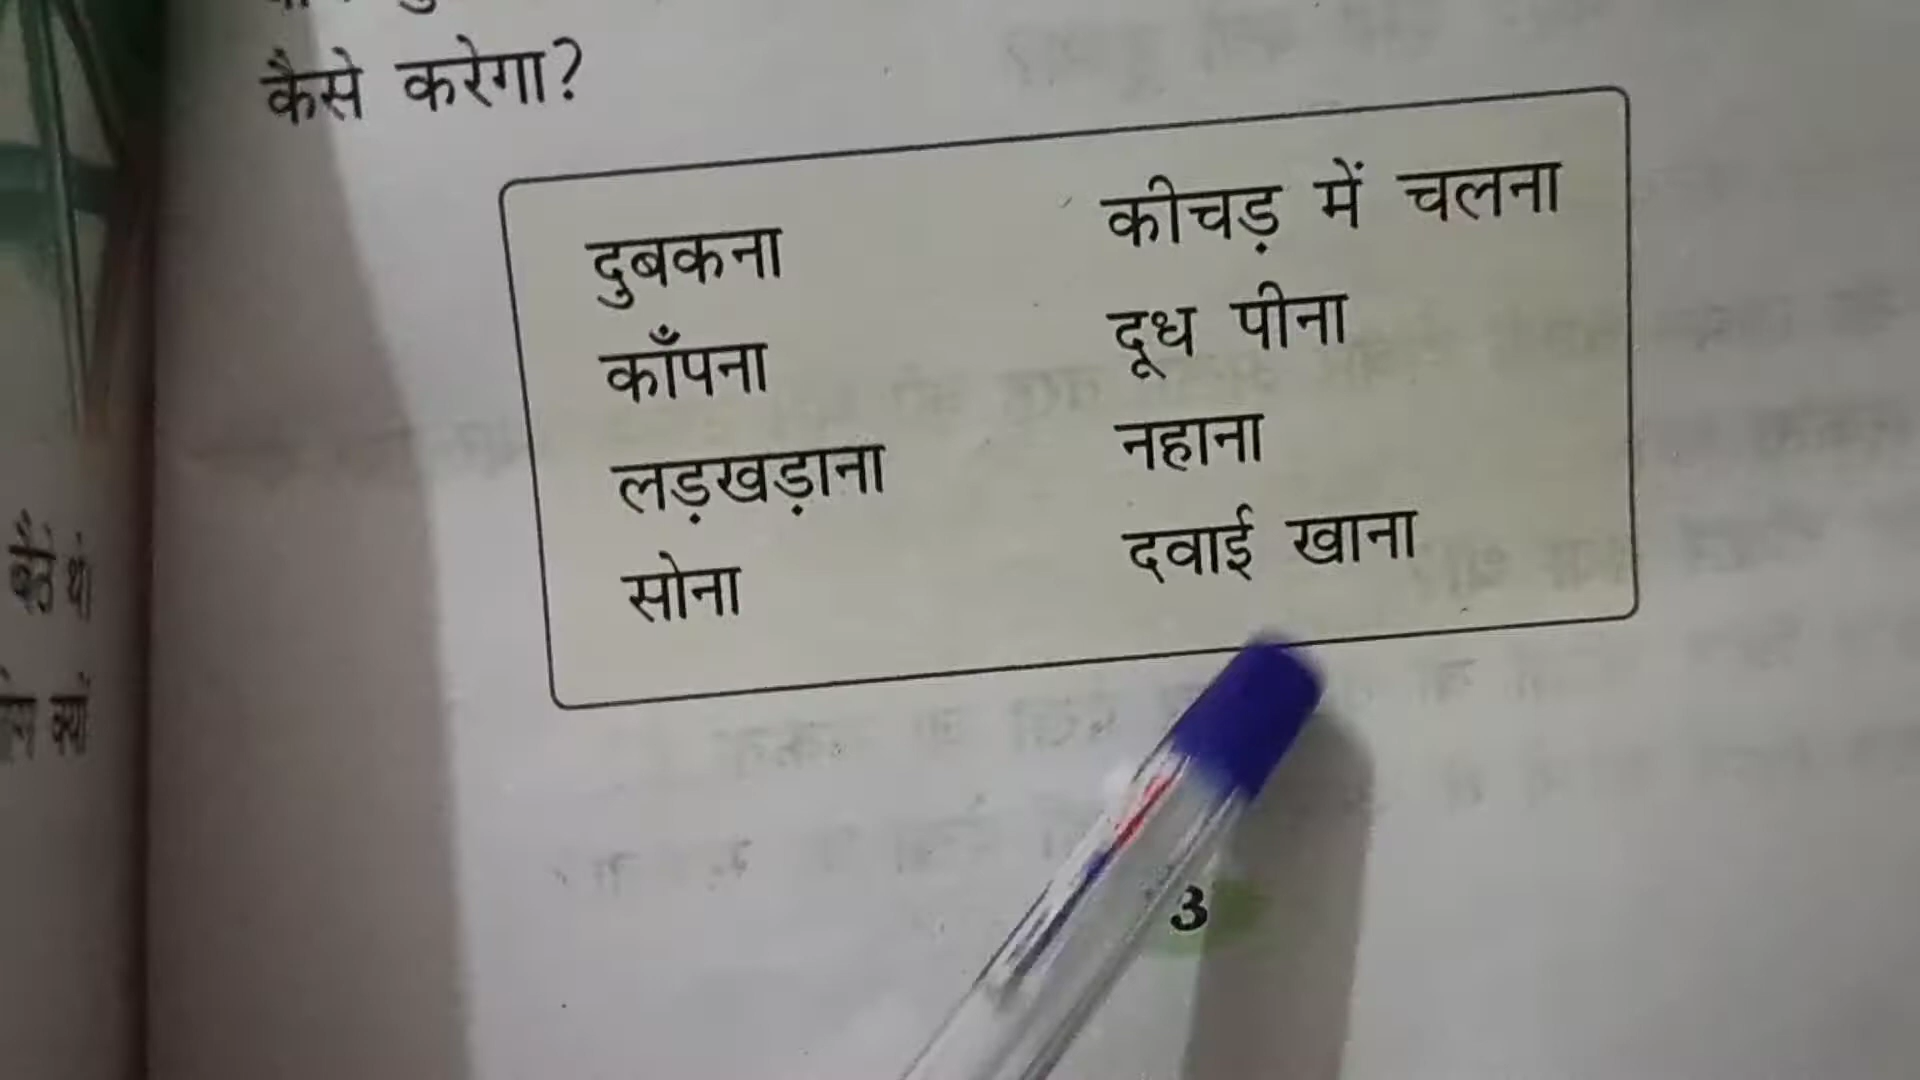 कैसे करेगा?
दुबकना
काँपना
लड़खड़ाना
सोना
कीचड़ में चलना
दूध पीना
नहाना
दवाई खाना
3
बैठे थे।
क्यों